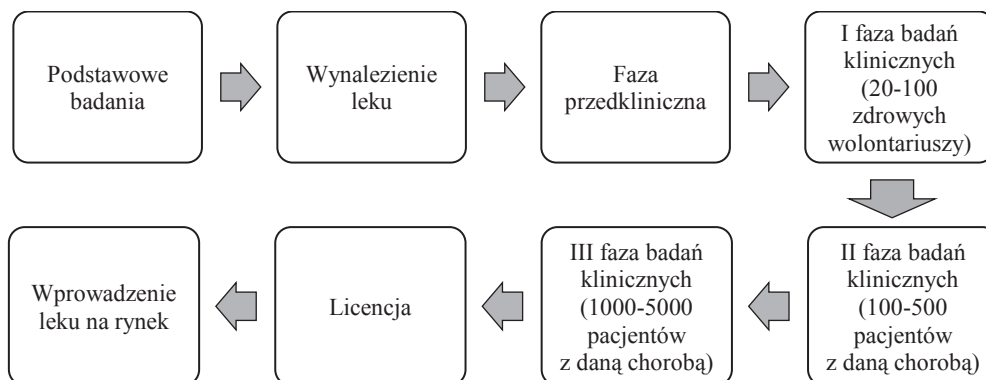 Podstawowe
badania
Wynalezienie
leku
Faza
przedkliniczna
I faza badań
klinicznych
(20-100
zdrowych
wolontariuszy)
II faza badań
klinicznych
(100-500
pacjentów
z daną chorobą)
III faza badań
klinicznych
(1000-5000
pacjentów
z daną chorobą)
Licencja
Wprowadzenie
leku na rynek